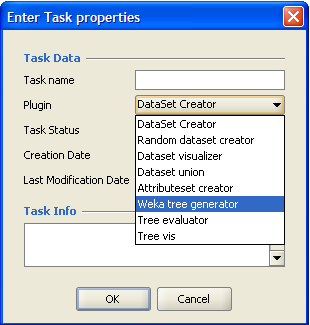 Enter Task properties
Task Data
Task name
Plugin DataSet Creator
Task Status DataSet Creator
Random dataset creator
Creation Date Dataset visualizer
Dataset union
Last Modification Date Attributeset creator
Weka tree generator
Task Info Tree evaluator
Tree vis
OK Cancel